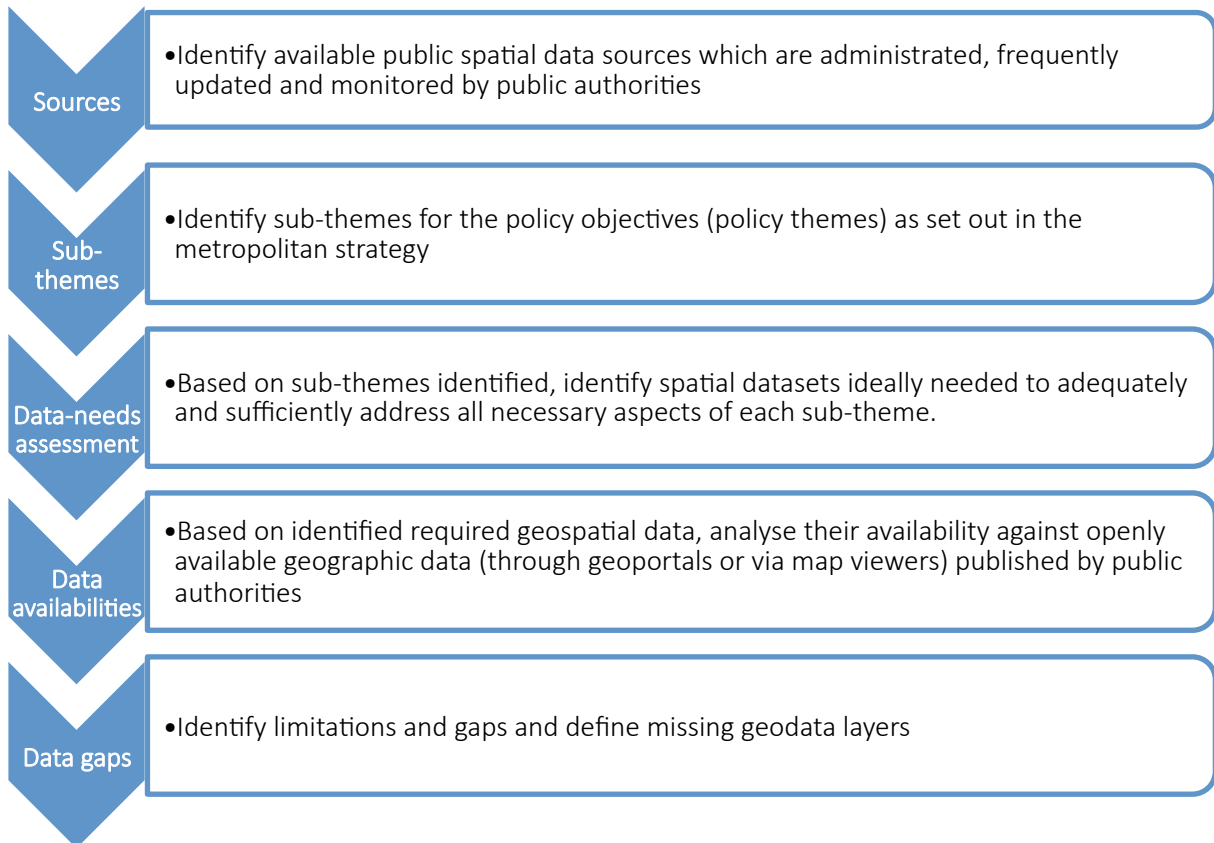 Sources
•Identify available public spatial data sources which are administrated, frequently
updated and monitored by public authorities
Sub-
themes
•Identify sub-themes for the policy objectives (policy themes) as set out in the
metropolitan strategy
Data-needs
assessment
•Based on sub-themes identified, identify spatial datasets ideally needed to adequately
and sufficiently address all necessary aspects of each sub-theme.
Data
availabilities
•Based on identified required geospatial data, analyse their availability against openly
available geographic data (through geoportals or via map viewers) published by public
authorities
Data gaps
•Identify limitations and gaps and define missing geodata layers